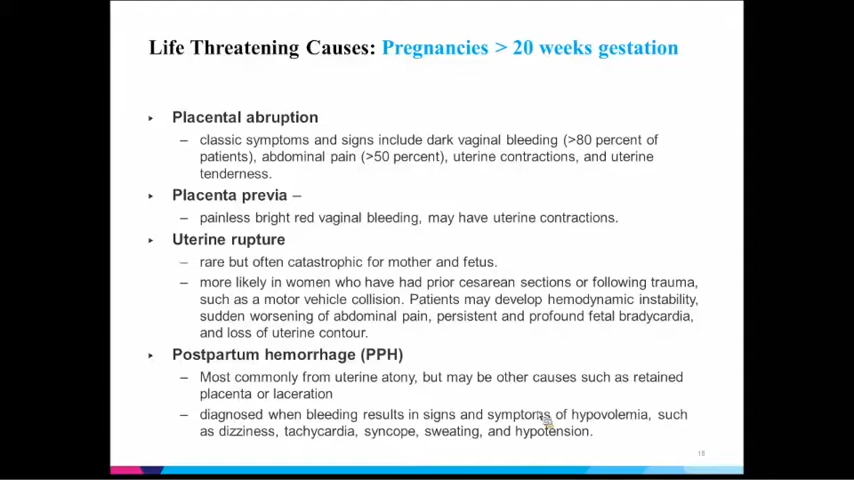 Life Threatening Causes: Pregnancies > 20 weeks gestation
▸ Placental abruption
– classic symptoms and signs include dark vaginal bleeding (>80 percent of
patients), abdominal pain (>50 percent), uterine contractions, and uterine
tenderness.
▸ Placenta previa –
– painless bright red vaginal bleeding, may have uterine contractions.
▸ Uterine rupture
– rare but often catastrophic for mother and fetus.
– more likely in women who have had prior cesarean sections or following trauma,
such as a motor vehicle collision. Patients may develop hemodynamic instability,
sudden worsening of abdominal pain, persistent and profound fetal bradycardia,
and loss of uterine contour.
▸ Postpartum hemorrhage (PPH)
– Most commonly from uterine atony, but may be other causes such as retained
placenta or laceration
– diagnosed when bleeding results in signs and symptoms of hypovolemia, such
as dizziness, tachycardia, syncope, sweating, and hypotension.
18